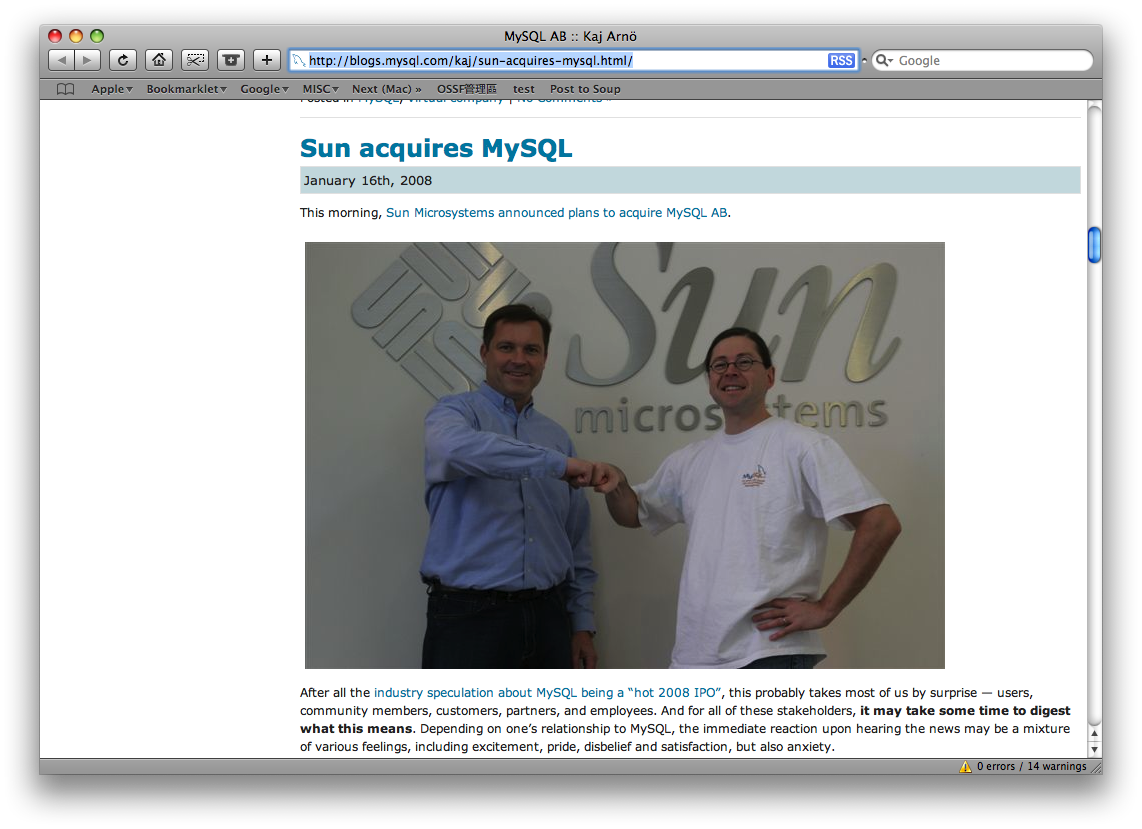 MySQL AB :: Kaj Arnö
http://blogs.mysql.com/kaj/sun-acquires-mysql.html/
RSS
Google
Apple
Bookmarklet
Google
MISC
Next (Mac) »
OSSF管理區
test
Post to Soup
Posted in MySQL, Virtual company | No Comments »
Sun acquires MySQL
January 16th, 2008
This morning, Sun Microsystems announced plans to acquire MySQL AB.
Sun
microsystems
MySQL
After all the industry speculation about MySQL being a “hot 2008 IPO”, this probably takes most of us by surprise — users,
community members, customers, partners, and employees. And for all of these stakeholders, it may take some time to digest
what this means. Depending on one’s relationship to MySQL, the immediate reaction upon hearing the news may be a mixture
of various feelings, including excitement, pride, disbelief and satisfaction, but also anxiety.
0 errors / 14 warnings